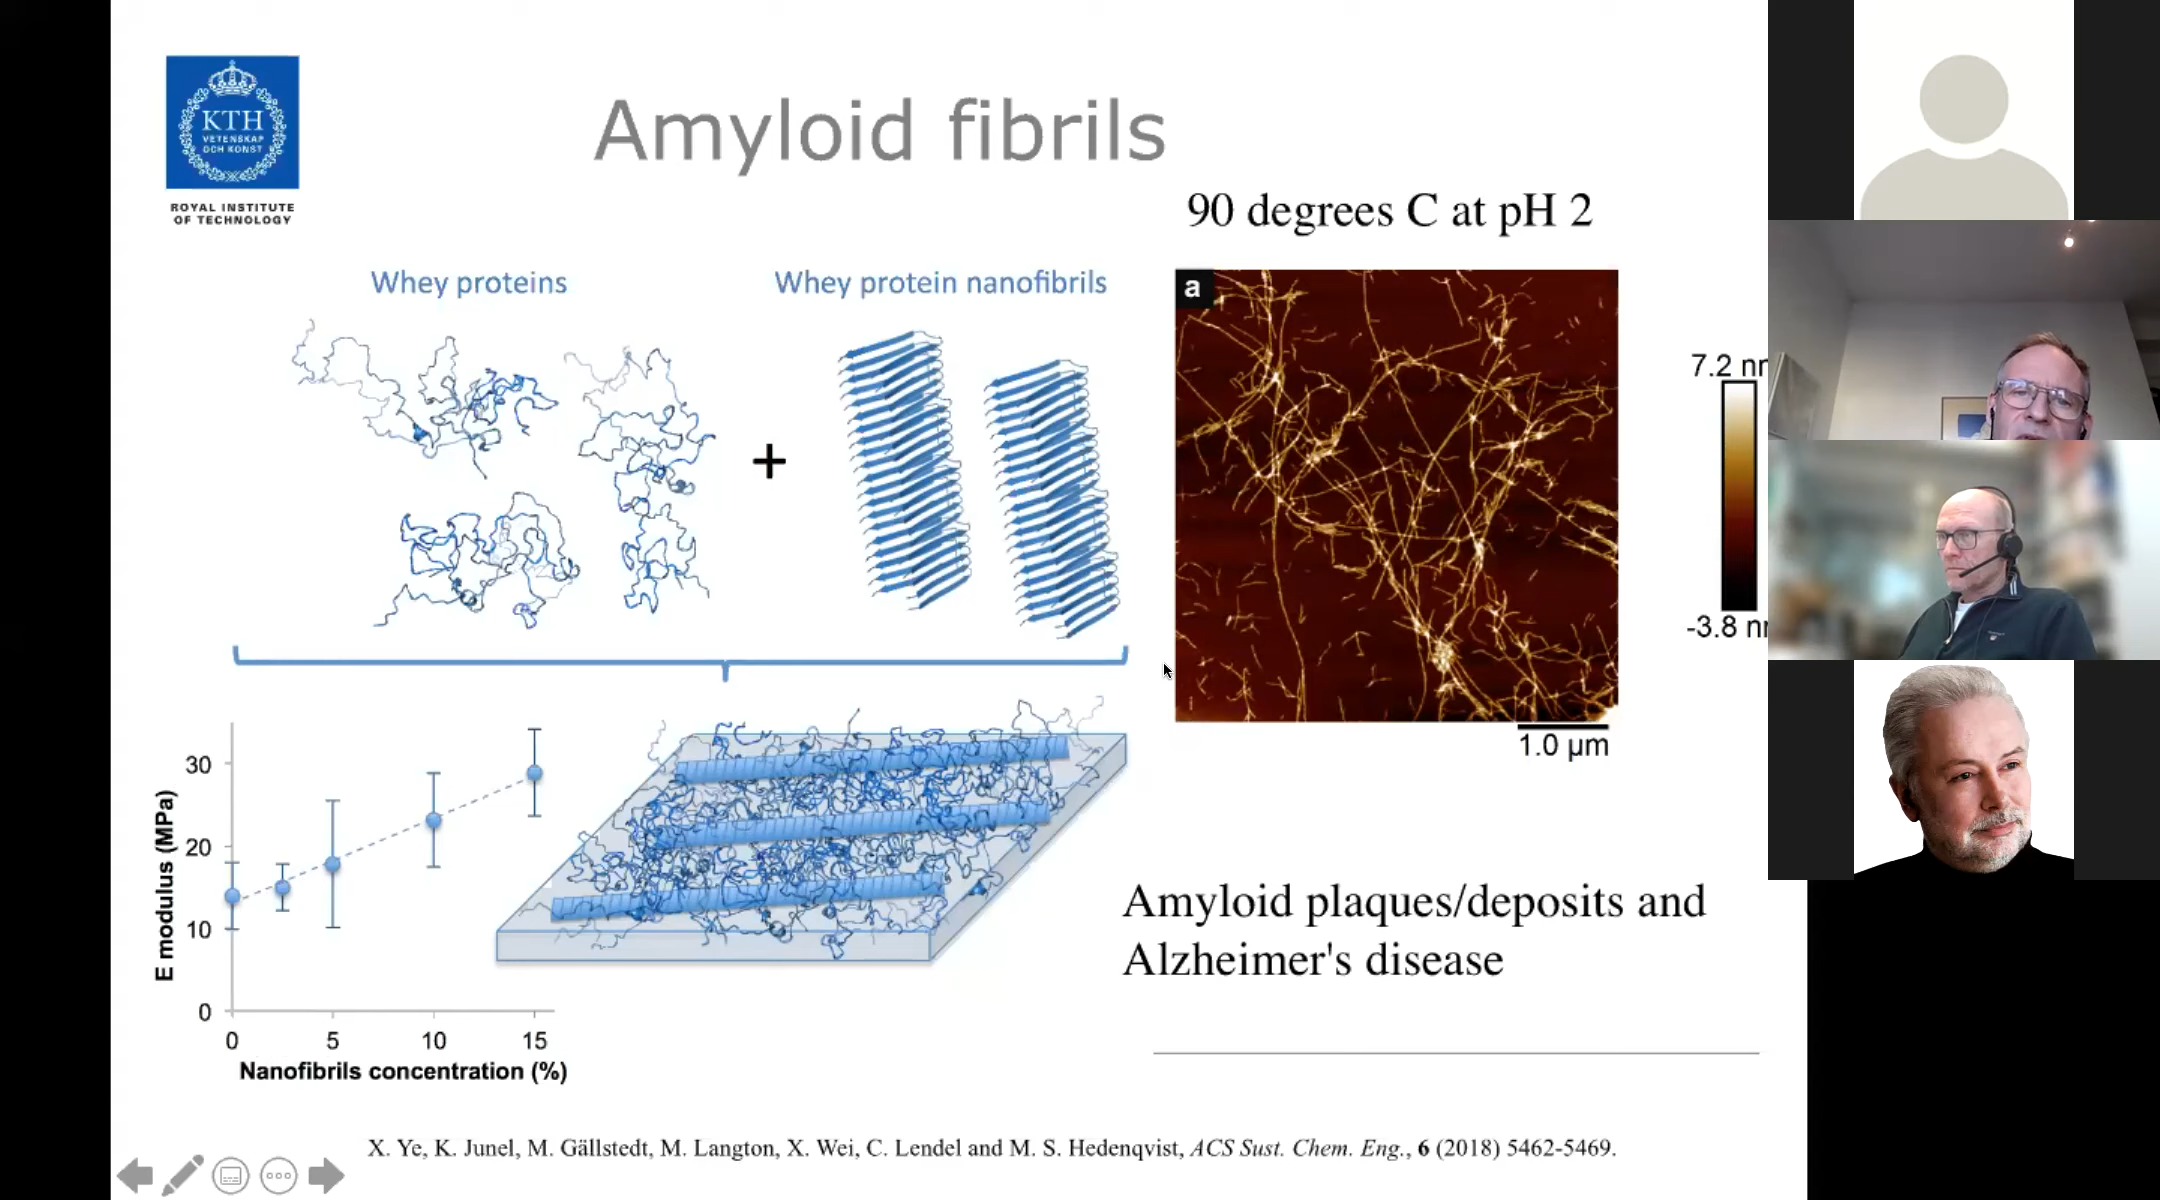 KTH
VETENSKAP
OCH KONST
ROYAL INSTITUTE
OF TECHNOLOGY
Amyloid fibrils
90 degrees C at pH 2
Whey proteins
Whey protein nanofibrils
+
a
7.2 nm
-3.8 n
1.0 μm
30
20
10
0
E modulus (MPa)
0 5 10 15
Nanofibrils concentration (%)
Amyloid plaques/deposits and
Alzheimer's disease
X. Ye, K. Junel, M. Gällstedt, M. Langton, X. Wei, C. Lendel and M. S. Hedenqvist, ACS Sust. Chem. Eng., 6 (2018) 5462-5469.